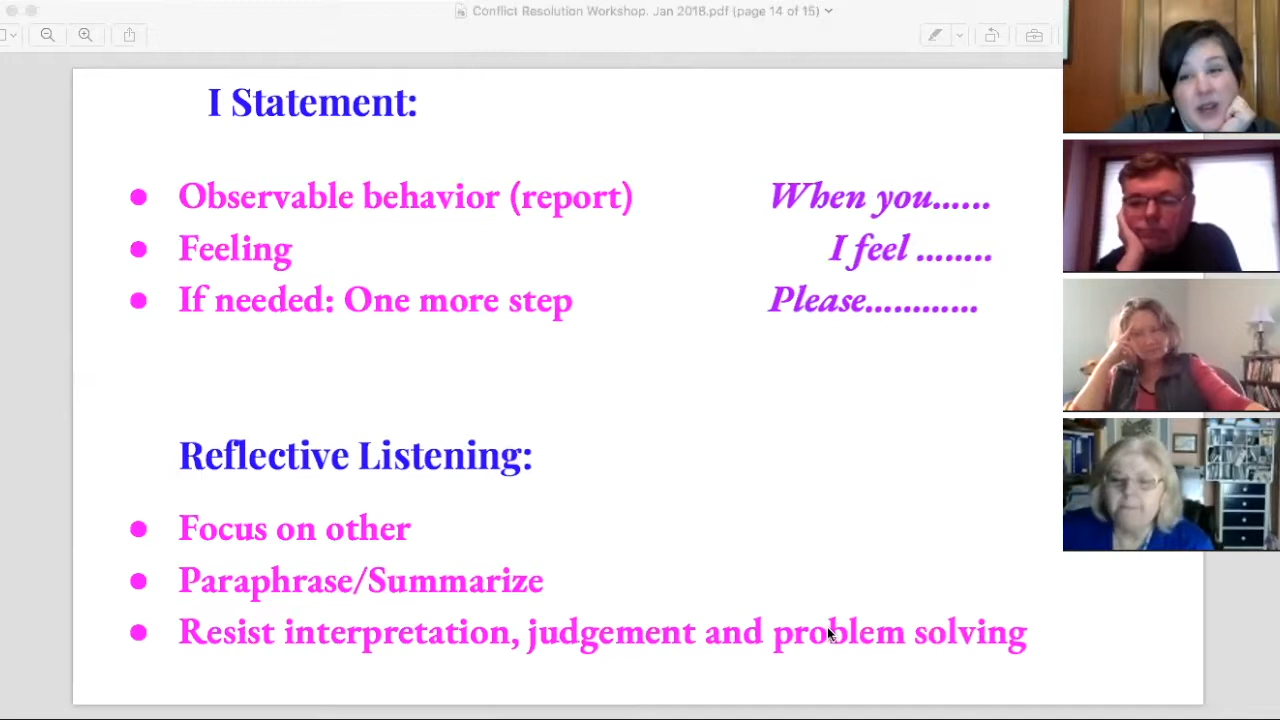 Conflict Resolution Workshop. Jan 2018.pdf (page 14 of 15)
I Statement:
• Observable behavior (report) When you......
• Feeling I feel ........
• If needed: One more step Please............
Reflective Listening:
• Focus on other
• Paraphrase/Summarize
• Resist interpretation, judgement and problem solving